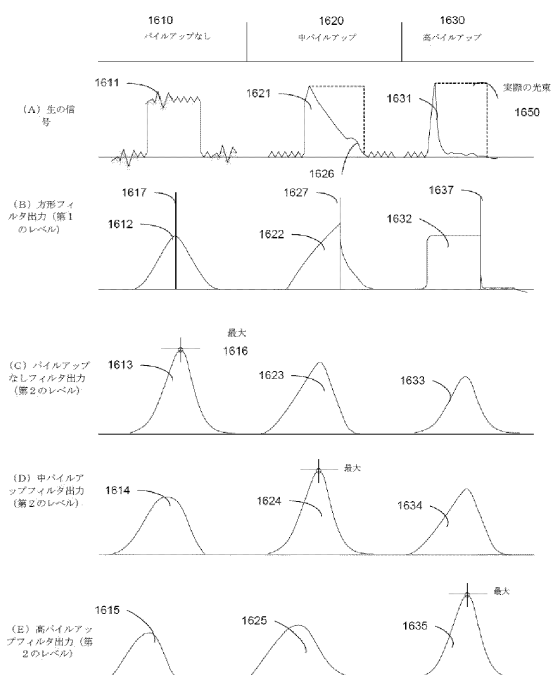 1610
パイルアップなし
1620
中パイルアップ
1630
高パイルアップ
(A)生の信
号
1611
1621
1626
1631
実際の光束
1650
(B)方形フィ
ルタ出力(第1
のレベル)
1617
1612
1627
1622
1637
1632
(C)パイルアップ
なしフィルタ出力
(第2のレベル)
1613
最大
1616
1623
1633
(D)中パイルア
ップフィルタ出力
(第2のレベル)
1614
1624
最大
1634
(E)高パイルアッ
プフィルタ出力(第
2のレベル)
1615
1625
1635
最大